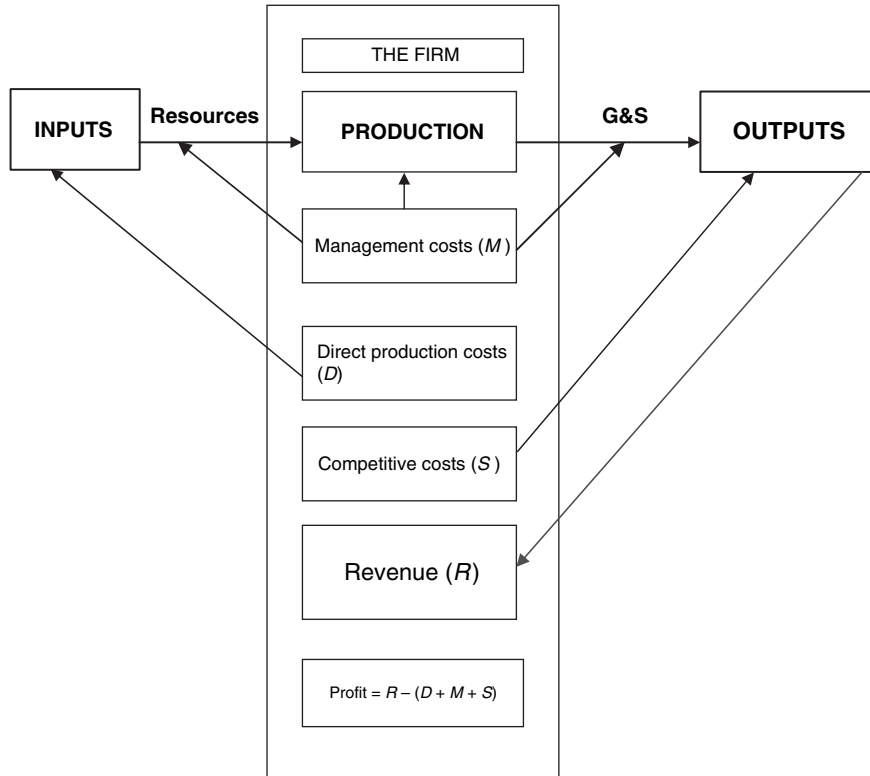 THE FIRM
INPUTS
Resources
PRODUCTION
G&S
OUTPUTS
Management costs (M)
Direct production costs
(D)
Competitive costs (S)
Revenue (R)
Profit = R – (D + M + S)